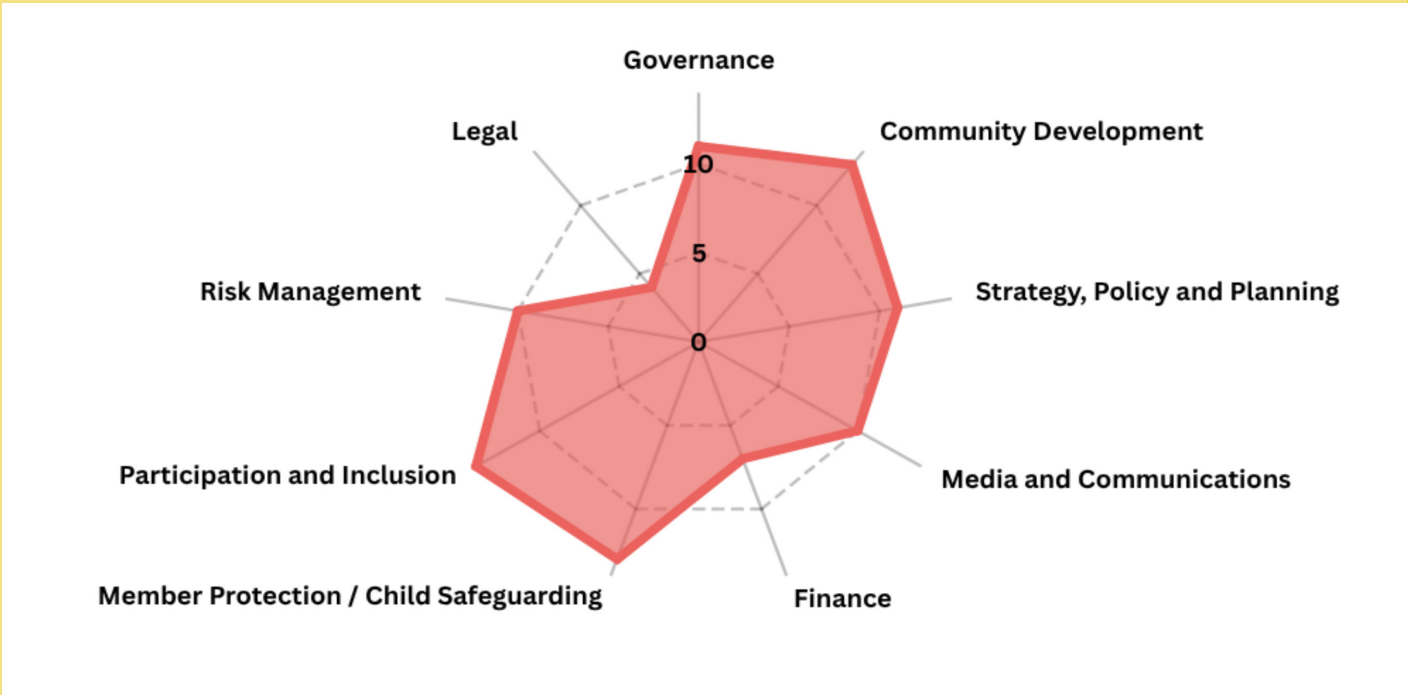 Governance
Legal
Community Development
10
5
Risk Management
Strategy, Policy and Planning
0
Participation and Inclusion
Media and Communications
Member Protection / Child Safeguarding
Finance